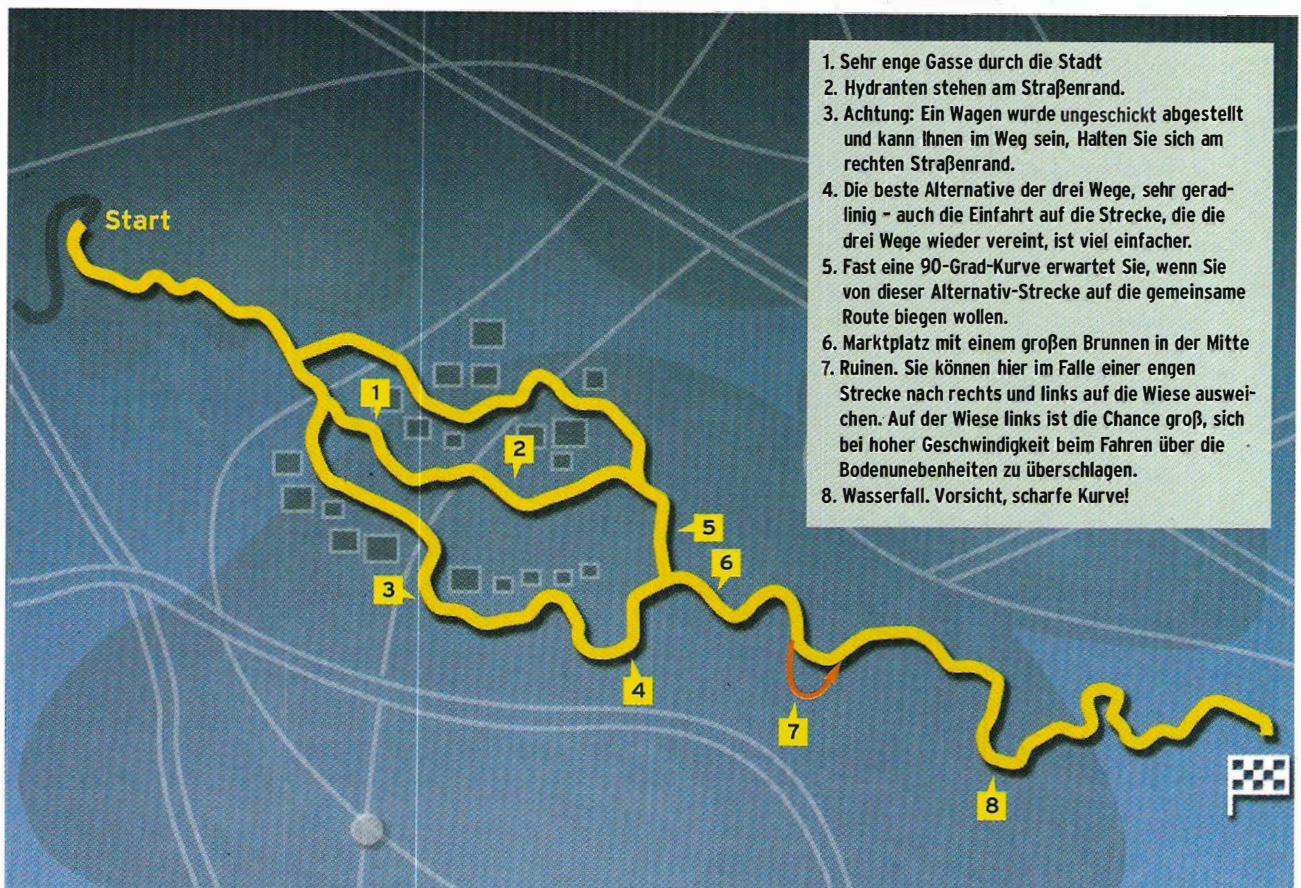 1. Sehr enge Gasse durch die Stadt
2. Hydranten stehen am Straßenrand.
3. Achtung: Ein Wagen wurde ungeschickt abgestellt
und kann Ihnen im Weg sein, Halten Sie sich am
rechten Straßenrand.
4. Die beste Alternative der drei Wege, sehr gerad-
linig - auch die Einfahrt auf die Strecke, die die
drei Wege wieder vereint, ist viel einfacher.
5. Fast eine 90-Grad-Kurve erwartet Sie, wenn Sie
von dieser Alternativ-Strecke auf die gemeinsame
Route biegen wollen.
6. Marktplatz mit einem großen Brunnen in der Mitte
7. Ruinen. Sie können hier im Falle einer engen
Strecke nach rechts und links auf die Wiese auswei-
chen. Auf der Wiese links ist die Chance groß, sich
bei hoher Geschwindigkeit beim Fahren über die
Bodenunebenheiten zu überschlagen.
8. Wasserfall. Vorsicht, scharfe Kurve!
Start
1
2
5
6
3
4
7
8